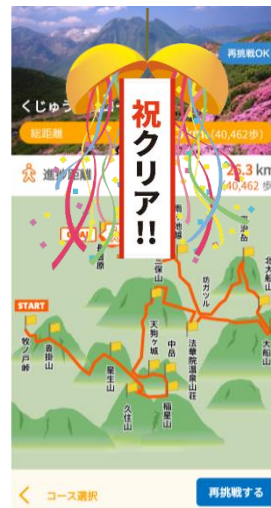 再挑戦OK
くじゅう
総距離
(40,462歩)
祝クリア!!
進捗距離
26.3 km
40,462 歩
START
牧ノ戸峠
沓掛山
星生山
久住山
稲星山
中岳
天狗ヶ城
法華院温泉山荘
坊ガツル
三俣山
平治岳
北大船山
大船山
コース選択
再挑戦する